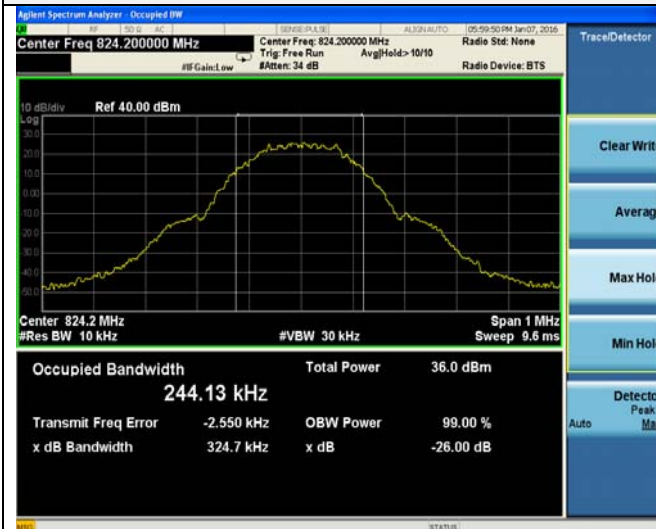 Agilent Spectrum Analyzer - Occupied BW
RF 50 Ω AC SENSE:PULSE ALIGN AUTO 05:59:50 PM Jan 07, 2016
Center Freq 824.200000 MHz Center Freq: 824.200000 MHz Radio Std: None
Trig: Free Run Avg|Hold:> 10/10
#IFGain:Low #Atten: 34 dB Radio Device: BTS
Trace/Detector
10 dB/div Ref 40.00 dBm
Log
30.0
20.0
10.0
0.00
10.0
20.0
30.0
40.0
50.0
Center 824.2 MHz Span 1 MHz
#Res BW 10 kHz #VBW 30 kHz Sweep 9.6 ms
Occupied Bandwidth Total Power 36.0 dBm
244.13 kHz
Transmit Freq Error -2.550 kHz OBW Power 99.00 %
x dB Bandwidth 324.7 kHz x dB -26.00 dB
Clear Writ
Averag
Max Hol
Min Hol
Detecto
Peak
Auto Ma
MSG STATUS